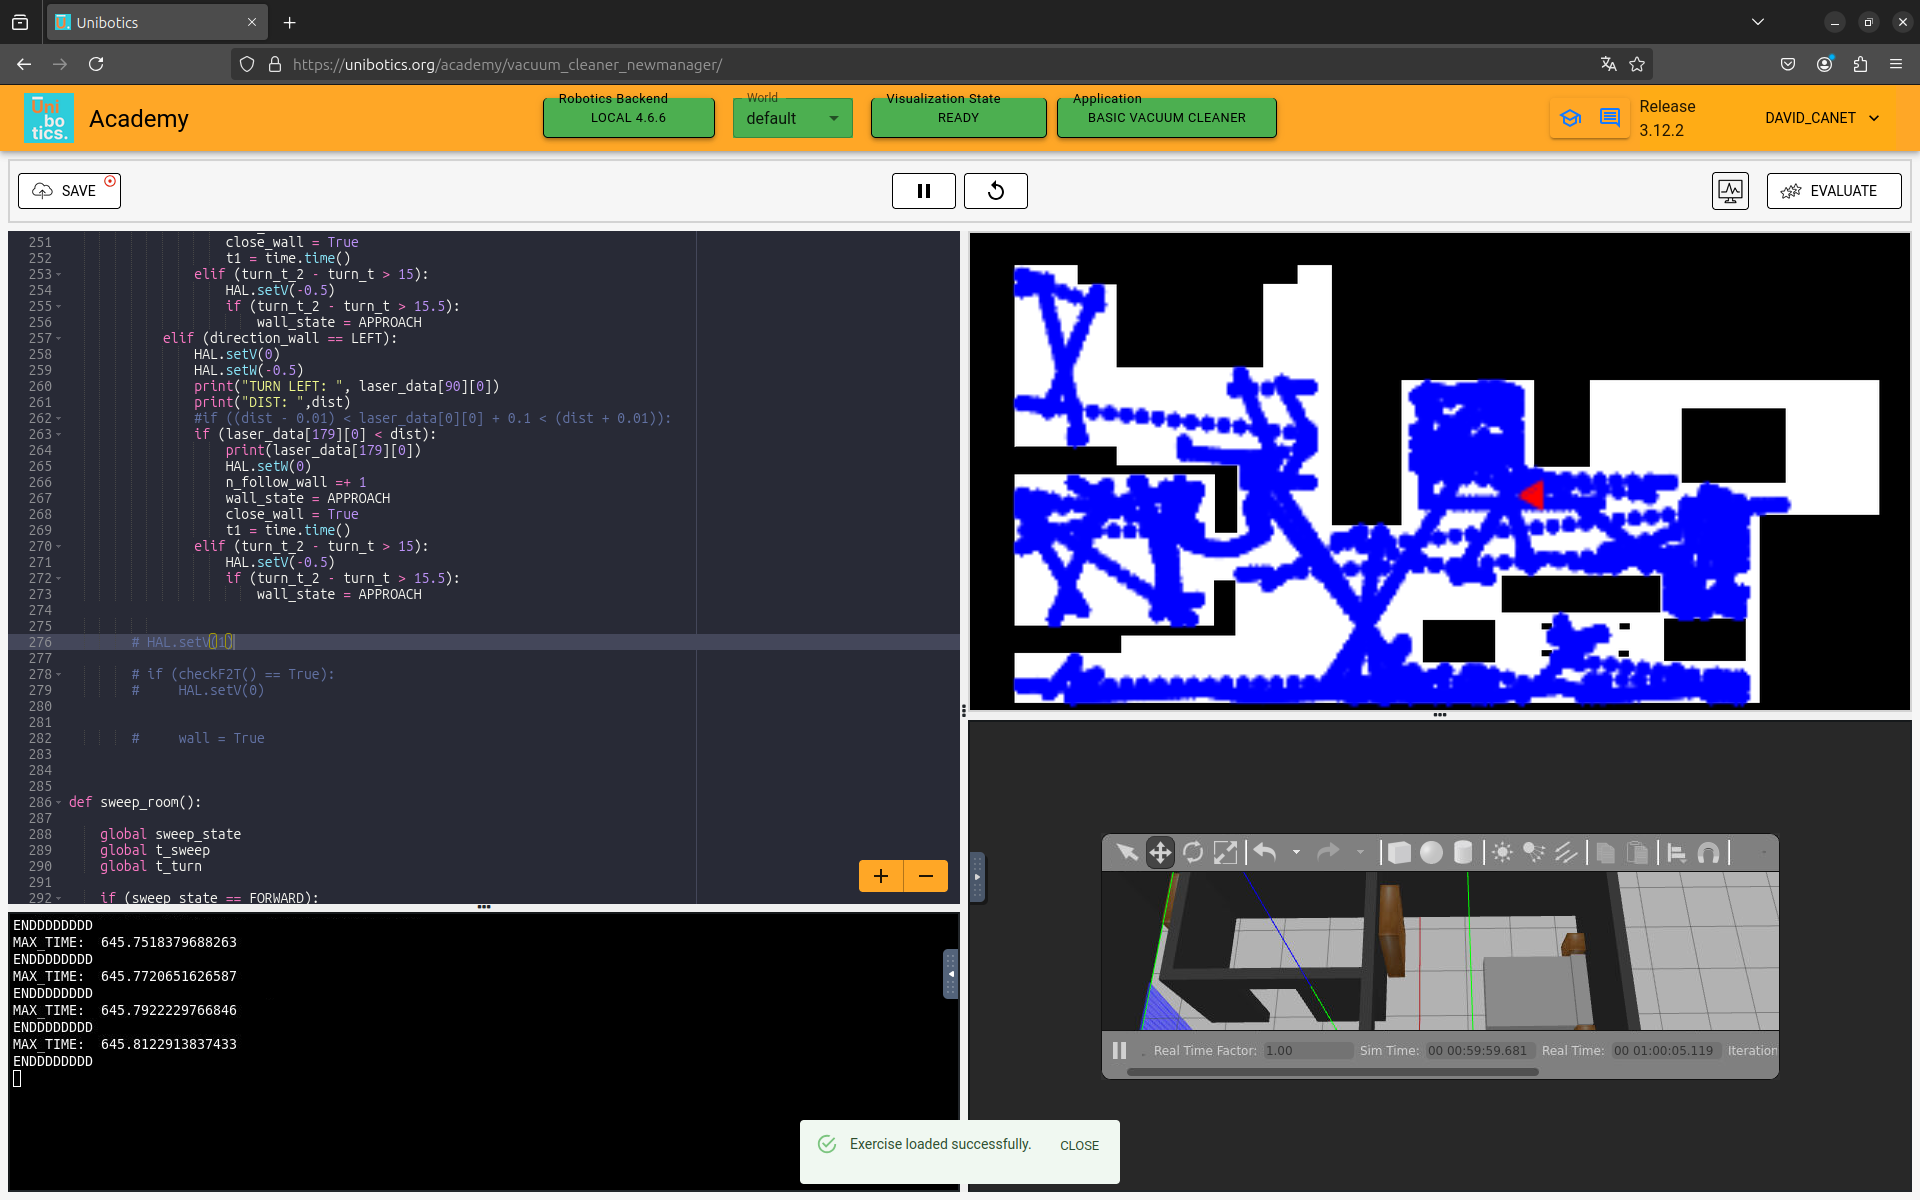 Unibotics
https://unibotics.org/academy/vacuum_cleaner_newmanager/
Uni
bo
tics.
Academy
Robotics Backend
LOCAL 4.6.6
World
default
Visualization State
READY
Application
BASIC VACUUM CLEANER
Release
3.12.2
DAVID_CANET
SAVE
EVALUATE
251 close_wall = True
252 t1 = time.time()
253 elif (turn_t_2 - turn_t > 15):
254 HAL.setV(-0.5)
255 if (turn_t_2 - turn_t > 15.5):
256 wall_state = APPROACH
257 elif (direction_wall == LEFT):
258 HAL.setV(0)
259 HAL.setW(-0.5)
260 print("TURN LEFT: ", laser_data[90][0])
261 print("DIST: ",dist)
262 #if ((dist - 0.01) < laser_data[0][0] + 0.1 < (dist + 0.01)):
263 if (laser_data[179][0] < dist):
264 print(laser_data[179][0])
265 HAL.setW(0)
266 n_follow_wall =+ 1
267 wall_state = APPROACH
268 close_wall = True
269 t1 = time.time()
270 elif (turn_t_2 - turn_t > 15):
271 HAL.setV(-0.5)
272 if (turn_t_2 - turn_t > 15.5):
273 wall_state = APPROACH
274
275
276 # HAL.setV(1)
277
278 # if (checkF2T() == True):
279 # HAL.setV(0)
280
281
282 # wall = True
283
284
285
286 def sweep_room():
287
288 global sweep_state
289 global t_sweep
290 global t_turn
291
292 if (sweep_state == FORWARD):
+ −
ENDDDDDDDD
MAX_TIME: 645.7518379688263
ENDDDDDDDD
MAX_TIME: 645.7720651626587
ENDDDDDDDD
MAX_TIME: 645.7922229766846
ENDDDDDDDD
MAX_TIME: 645.8122913837433
ENDDDDDDDD
Real Time Factor: 1.00 Sim Time: 00 00:59:59.681 Real Time: 00 01:00:05.119 Iteration
Exercise loaded successfully. CLOSE